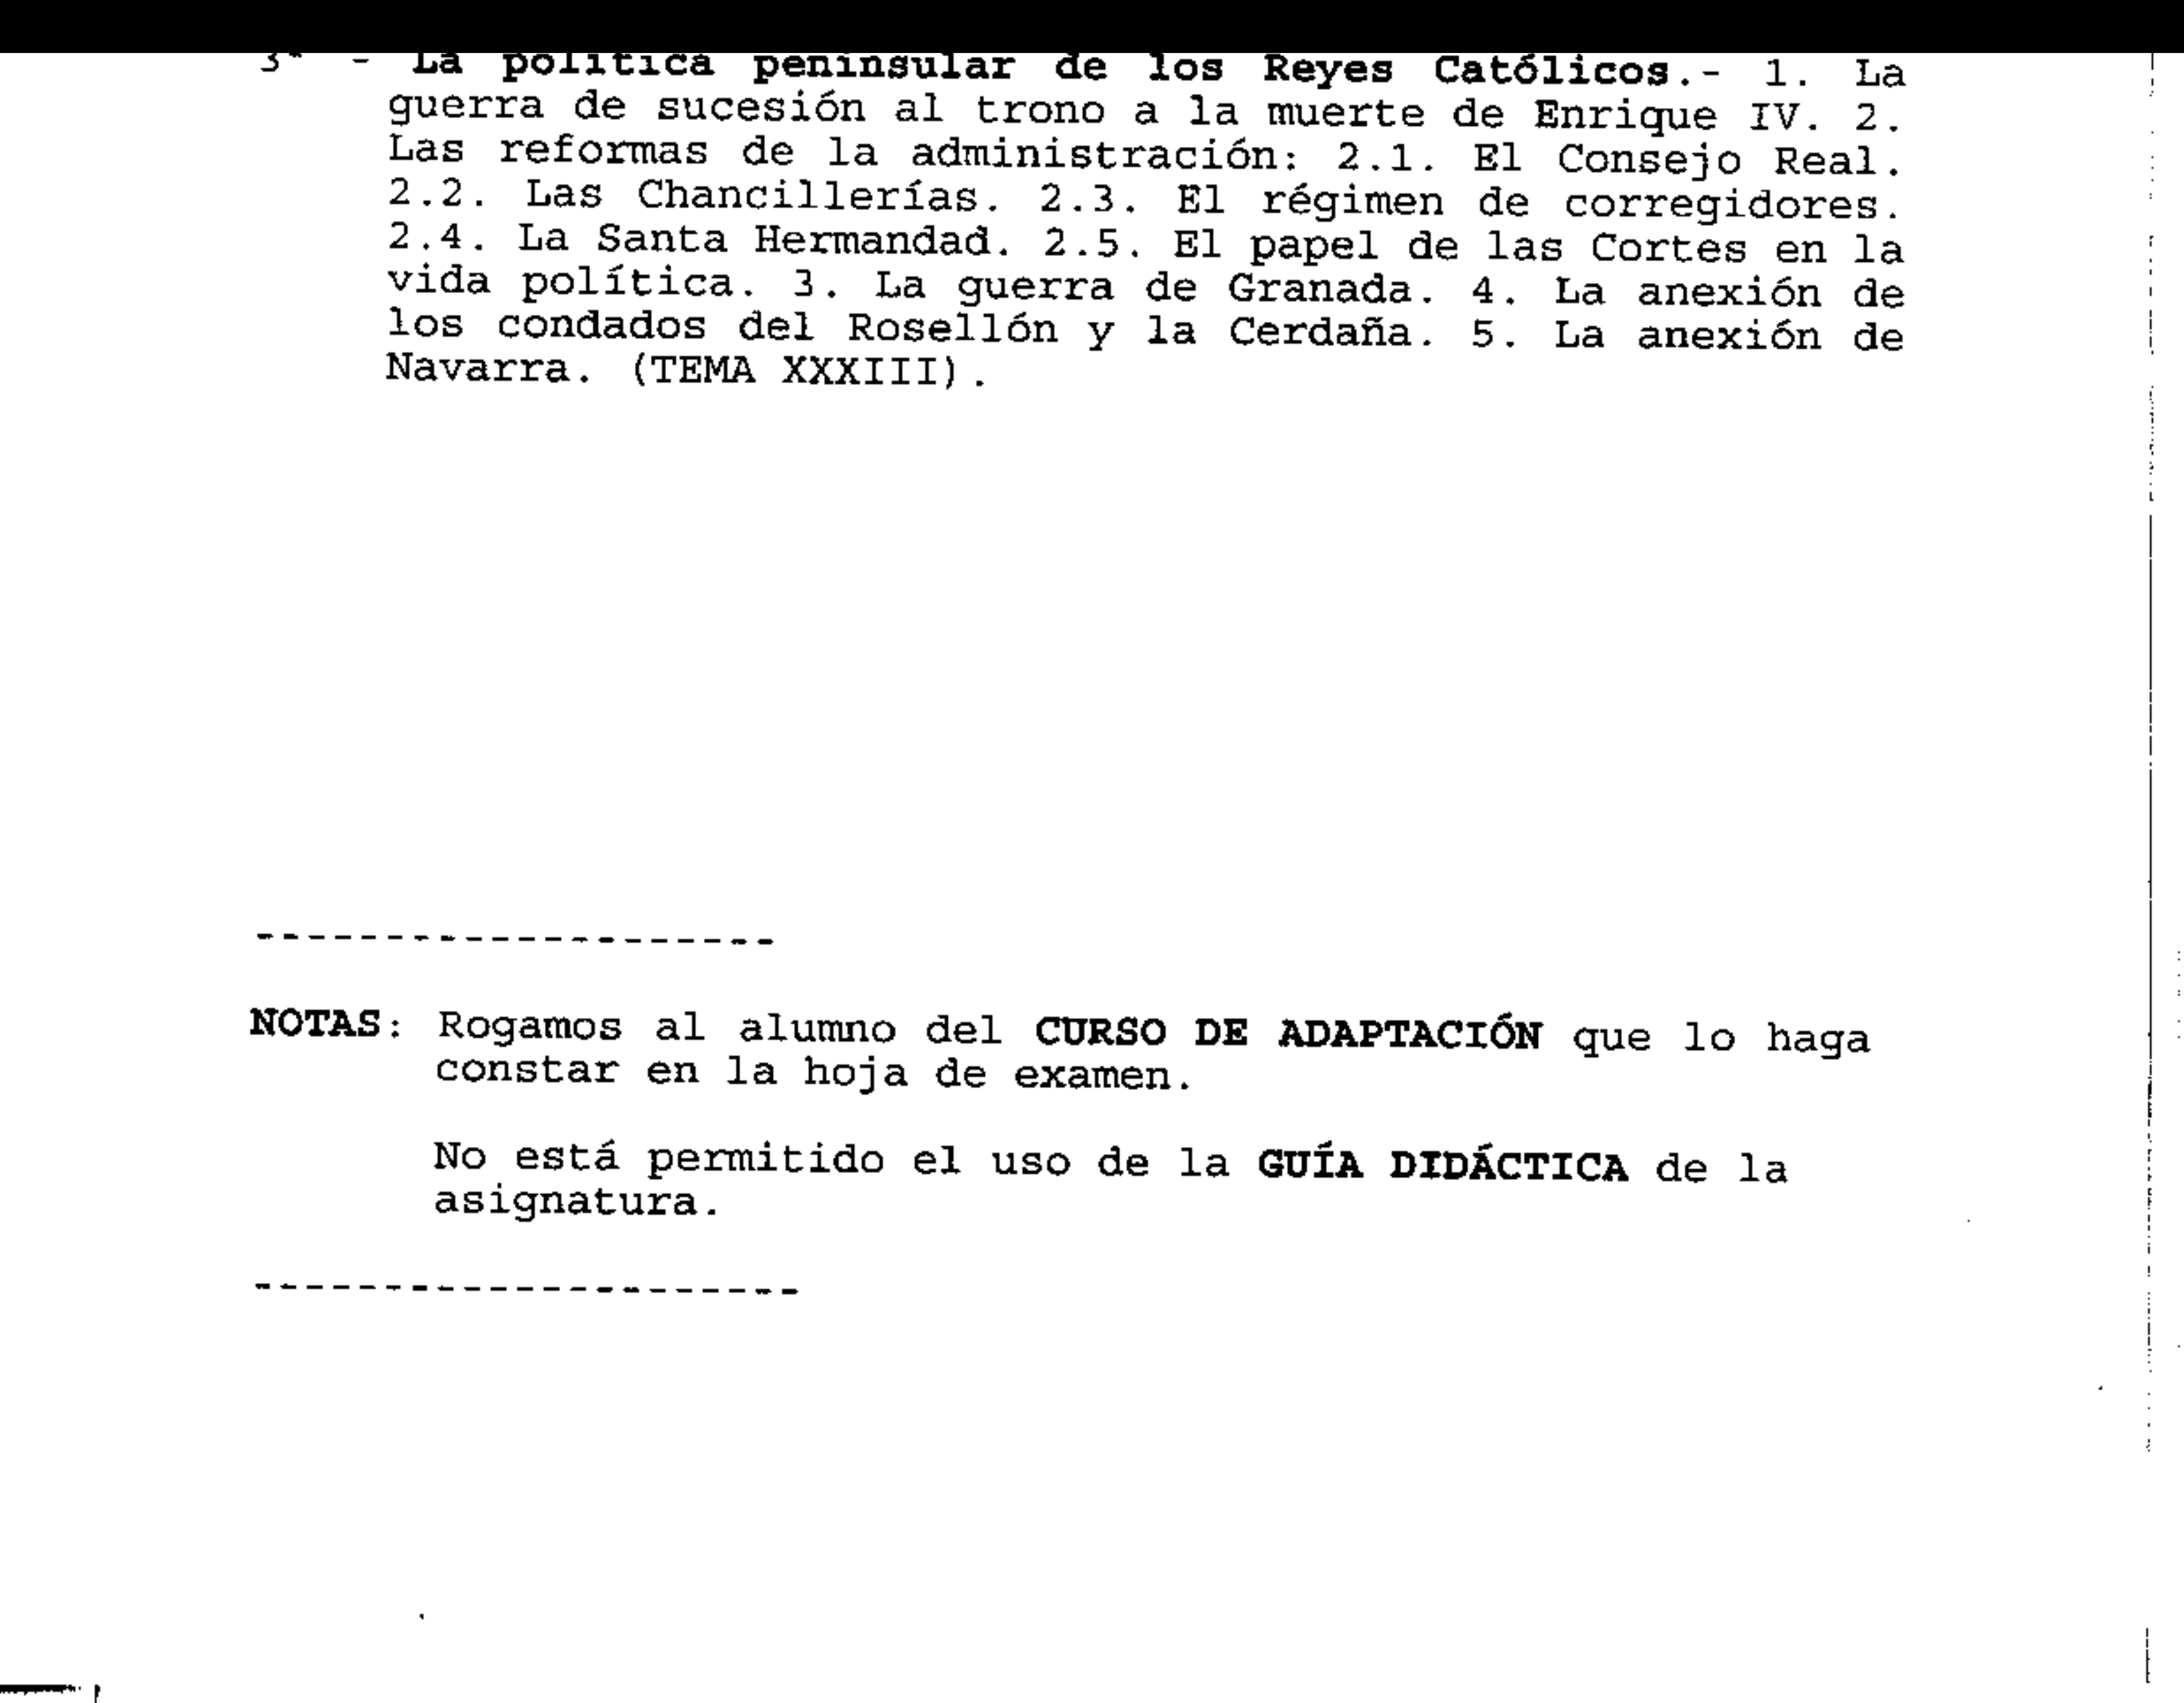 3ª - La política peninsular de los Reyes Católicos.- 1. La
guerra de sucesión al trono a la muerte de Enrique IV. 2.
Las reformas de la administración: 2.1. El Consejo Real.
2.2. Las Chancillerías. 2.3. El régimen de corregidores.
2.4. La Santa Hermandad. 2.5. El papel de las Cortes en la
vida política. 3. La guerra de Granada. 4. La anexión de
los condados del Rosellón y la Cerdaña. 5. La anexión de
Navarra. (TEMA XXXIII).
--------------------
NOTAS: Rogamos al alumno del CURSO DE ADAPTACIÓN que lo haga
constar en la hoja de examen.
No está permitido el uso de la GUÍA DIDÁCTICA de la
asignatura.
---------------------